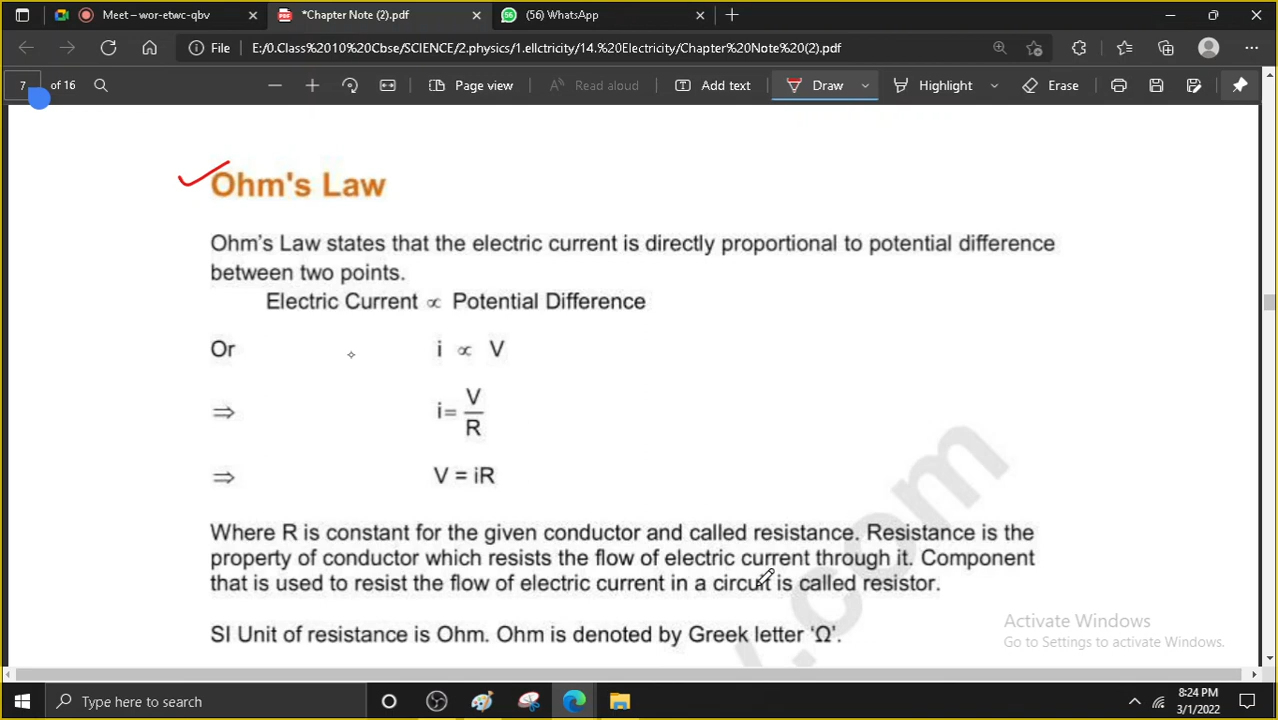 Meet – wor-etwc-qbv
*Chapter Note (2).pdf
56
(56) WhatsApp
File
E:/0.Class%2010%20Cbse/SCIENCE/2.physics/1.ellctricity/14.%20Electricity/Chapter%20Note%20(2).pdf
7 of 16
Page view
Read aloud
Add text
Draw
Highlight
Erase
Ohm's Law
Ohm's Law states that the electric current is directly proportional to potential difference
between two points.
Electric Current ∝ Potential Difference
Or i ∝ V
⇒ i= V/R
⇒ V = iR
Where R is constant for the given conductor and called resistance. Resistance is the
property of conductor which resists the flow of electric current through it. Component
that is used to resist the flow of electric current in a circuit is called resistor.
SI Unit of resistance is Ohm. Ohm is denoted by Greek letter ‘Ω’.
.com
Activate Windows
Go to Settings to activate Windows.
Type here to search
8:24 PM
3/1/2022